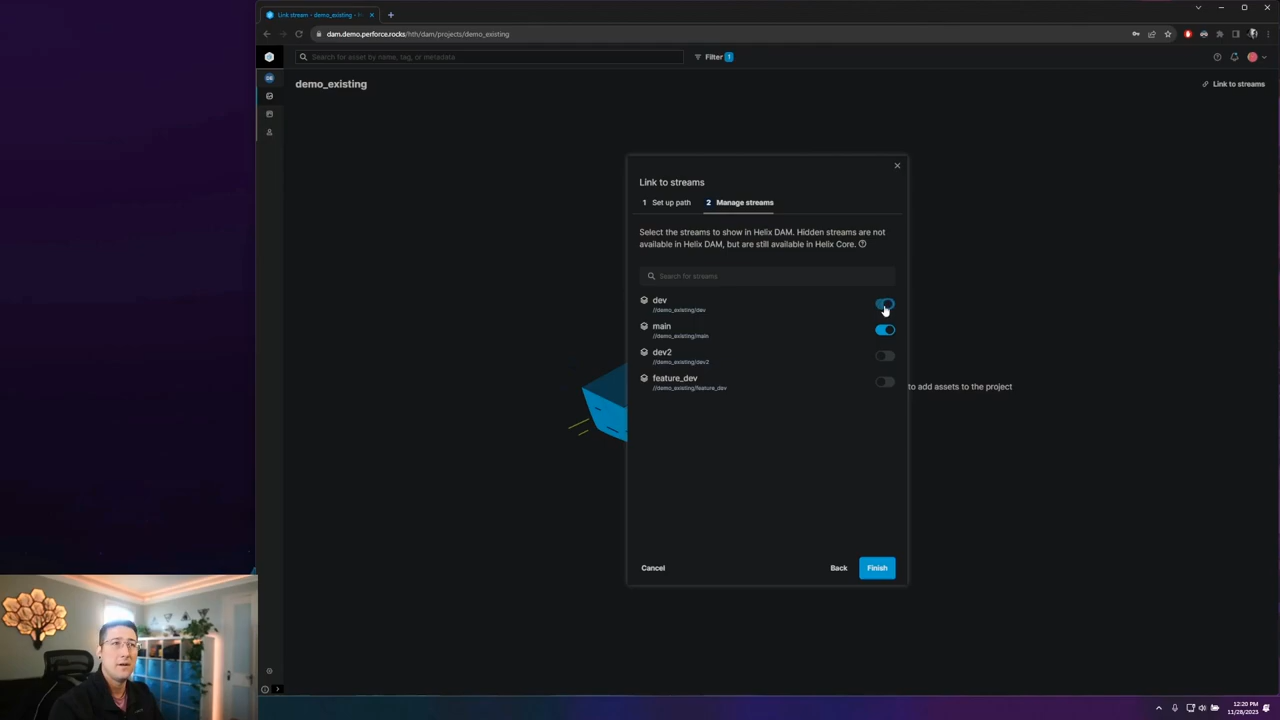 Link stream - demo_existing -
dam.demo.perforce.rocks/hth/dam/projects/demo_existing
Search for asset by name, tag, or metadata
Filter 1
DE
demo_existing
Link to streams
Link to streams
1 Set up path
2 Manage streams
Select the streams to show in Helix DAM. Hidden streams are not
available in Helix DAM, but are still available in Helix Core.
Search for streams
dev
//demo_existing/dev
main
//demo_existing/main
dev2
//demo_existing/dev2
feature_dev
//demo_existing/feature_dev
to add assets to the project
Cancel
Back
Finish
12:20 PM
11/28/2023